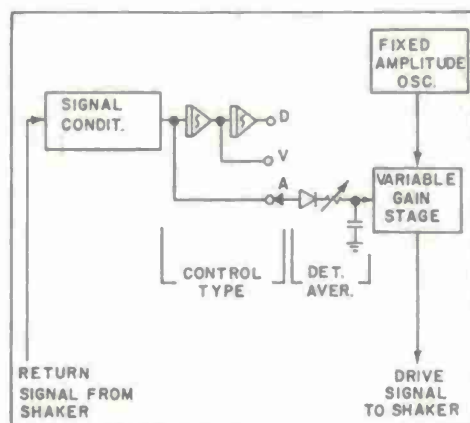 FIXED
AMPLITUDE
OSC.
SIGNAL
CONDIT.
D
V
A
VARIABLE
GAIN
STAGE
CONTROL
TYPE
DET.
AVER.
RETURN
SIGNAL FROM
SHAKER
DRIVE
SIGNAL
TO SHAKER